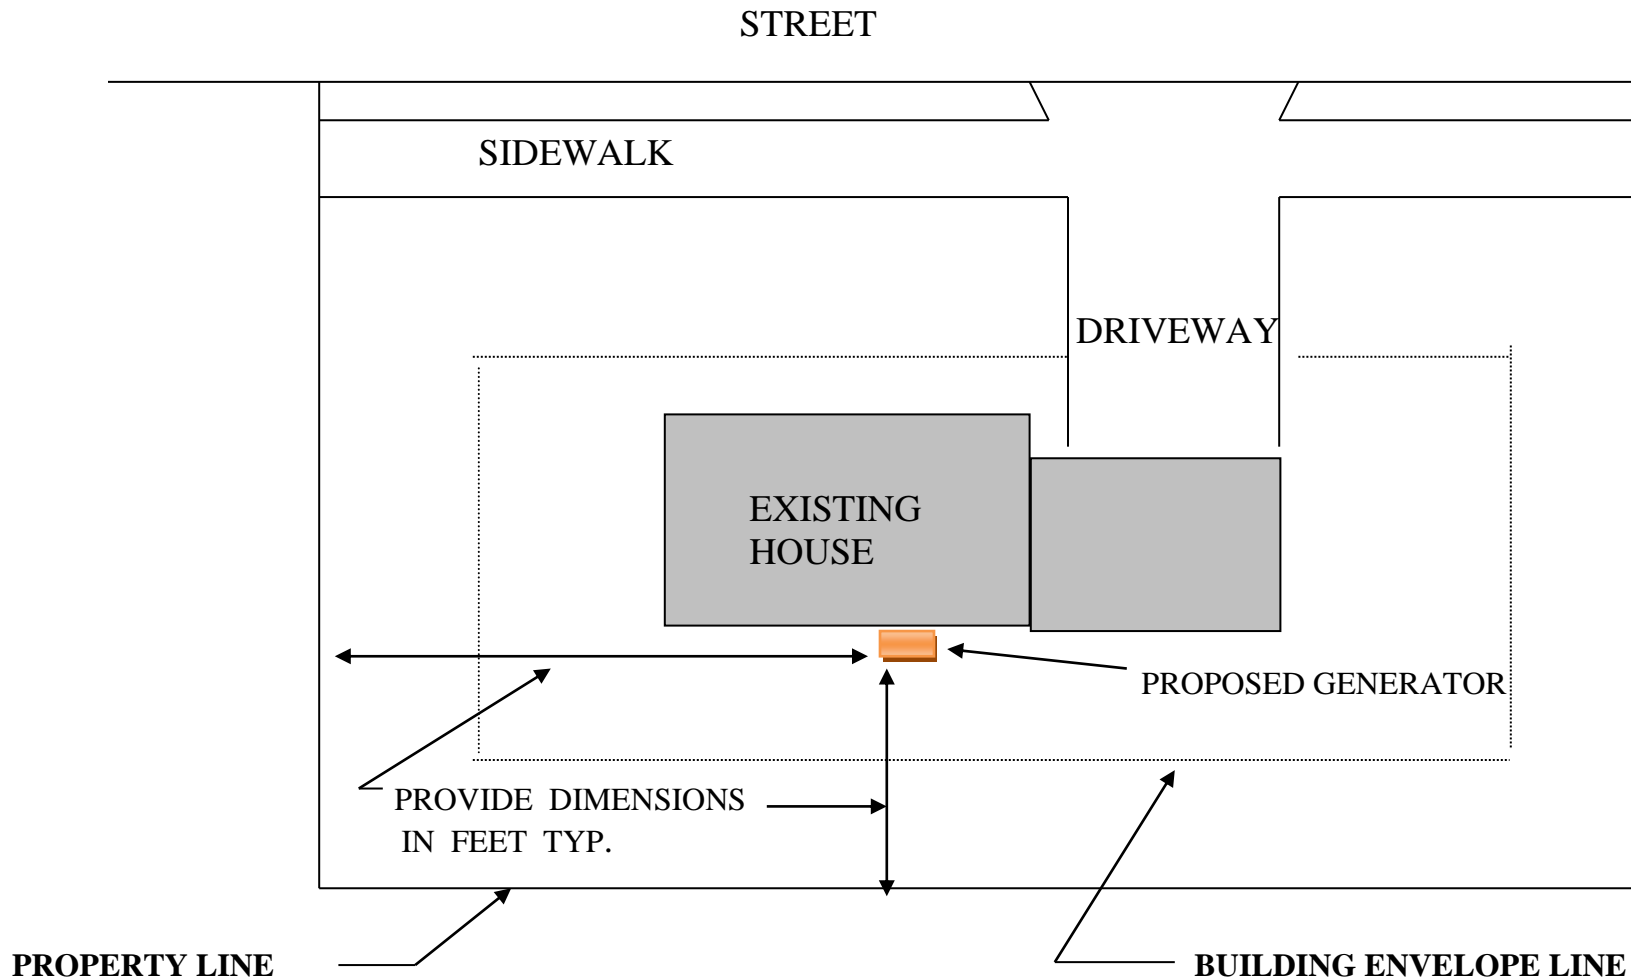 STREET
SIDEWALK
DRIVEWAY
EXISTING
HOUSE
PROPOSED GENERATOR
PROVIDE DIMENSIONS
IN FEET TYP.
PROPERTY LINE
BUILDING ENVELOPE LINE